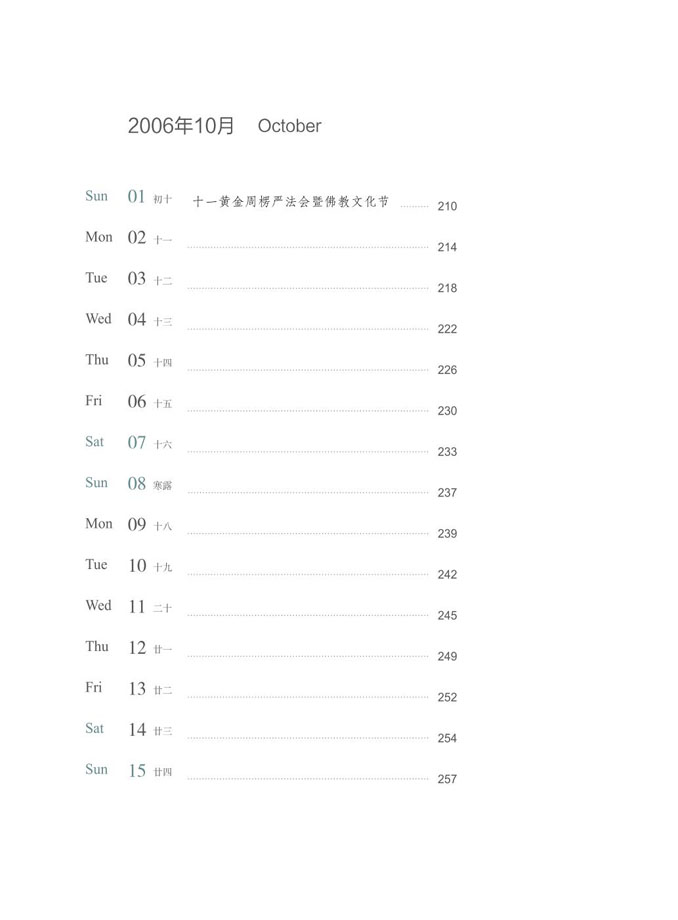 2006年10月 October
Sun 01 初十 十一黄金周楞严法会暨佛教文化节 ............ 210
Mon 02 十一 ............ 214
Tue 03 十二 ............ 218
Wed 04 十三 ............ 222
Thu 05 十四 ............ 226
Fri 06 十五 ............ 230
Sat 07 十六 ............ 233
Sun 08 寒露 ............ 237
Mon 09 十八 ............ 239
Tue 10 十九 ............ 242
Wed 11 二十 ............ 245
Thu 12 廿一 ............ 249
Fri 13 廿二 ............ 252
Sat 14 廿三 ............ 254
Sun 15 廿四 ............ 257